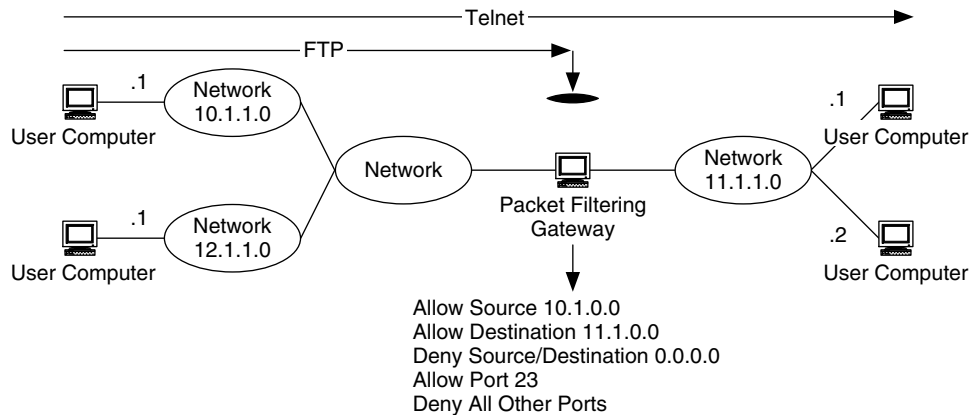 Telnet
FTP
.1
Network
10.1.1.0
User Computer
.1
Network
12.1.1.0
User Computer
Network
Packet Filtering
Gateway
Network
11.1.1.0
.1
User Computer
.2
User Computer
Allow Source 10.1.0.0
Allow Destination 11.1.0.0
Deny Source/Destination 0.0.0.0
Allow Port 23
Deny All Other Ports